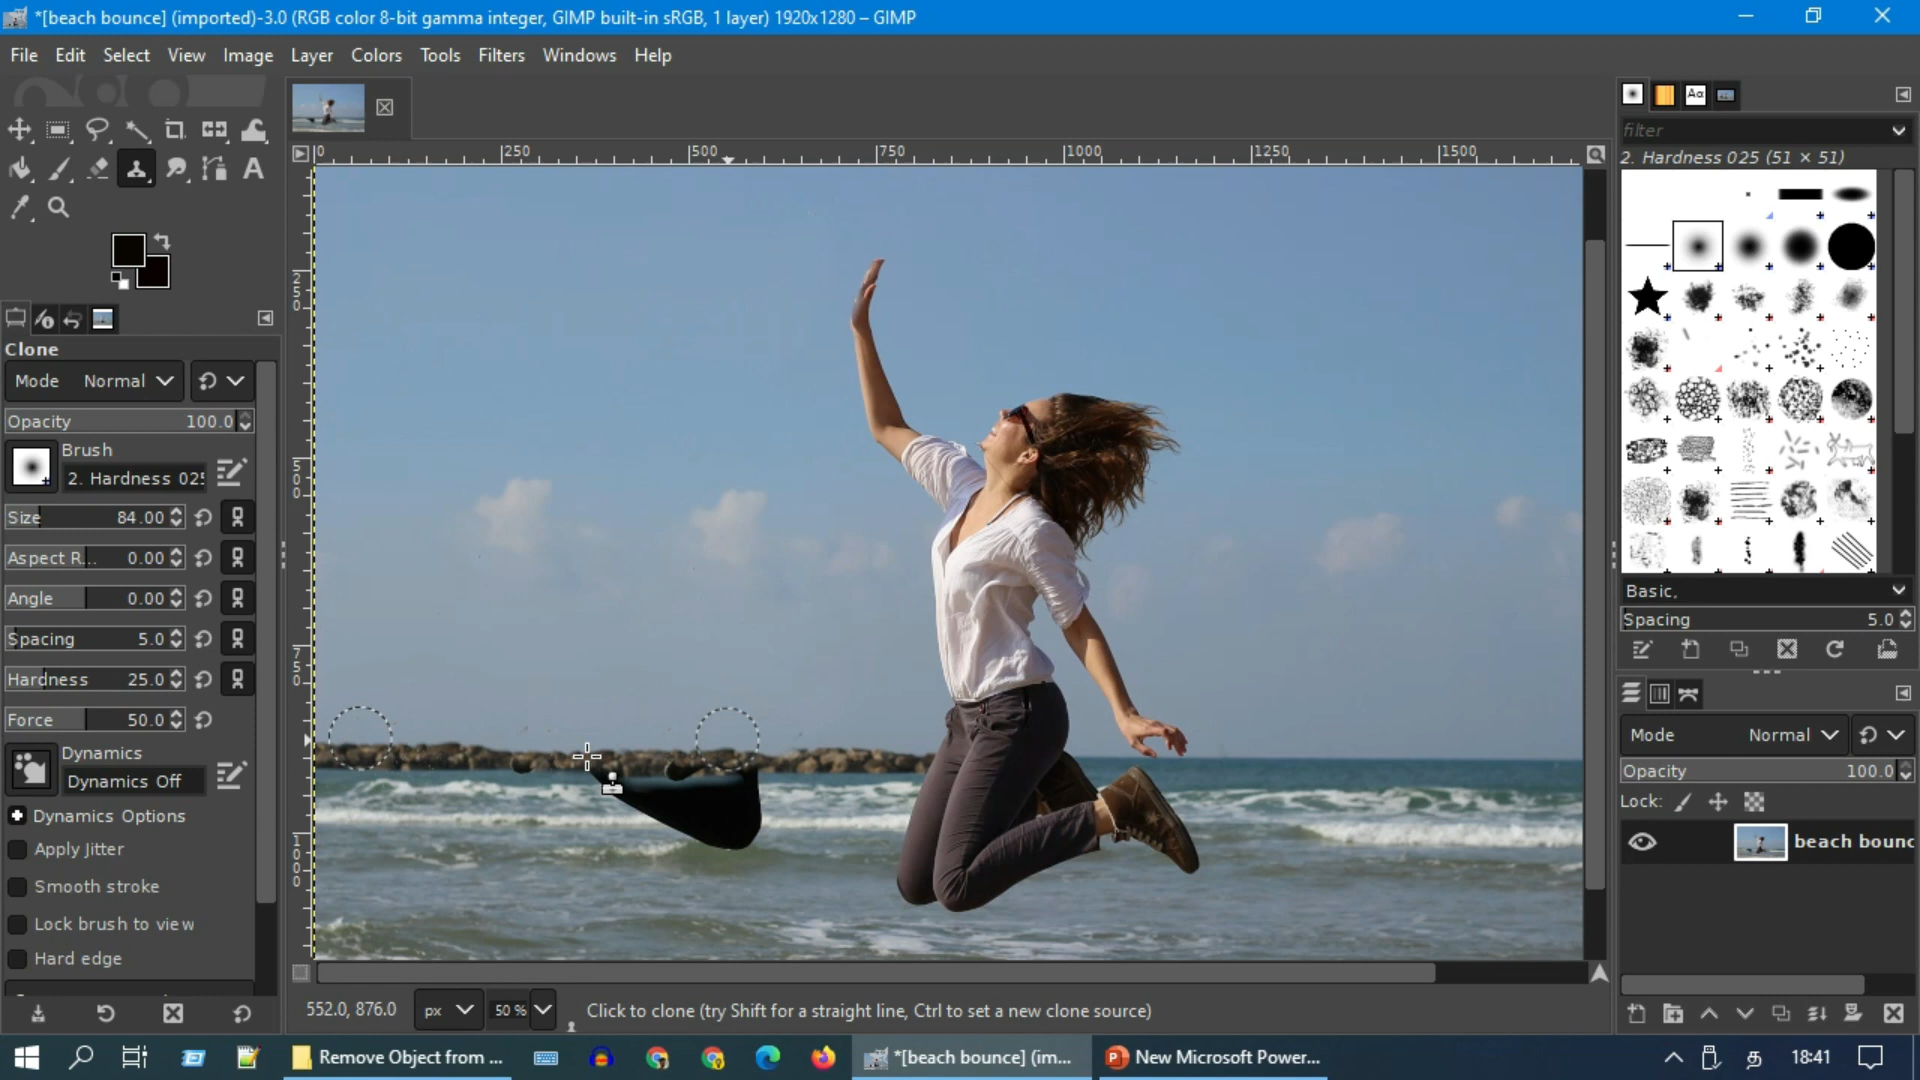 *[beach bounce] (imported)-3.0 (RGB color 8-bit gamma integer, GIMP built-in sRGB, 1 layer) 1920x1280 – GIMP
File Edit Select View Image Layer Colors Tools Filters Windows Help
0 250 500 750 1000 1250 1500
250
500
750
1000
Clone
Mode Normal
Opacity 100.0
Brush
2. Hardness 025
Size 84.00
Aspect R... 0.00
Angle 0.00
Spacing 5.0
Hardness 25.0
Force 50.0
Dynamics
Dynamics Off
Dynamics Options
Apply Jitter
Smooth stroke
Lock brush to view
Hard edge
552.0, 876.0 px 50 % Click to clone (try Shift for a straight line, Ctrl to set a new clone source)
Aα
filter
2. Hardness 025 (51 × 51)
Basic,
Spacing 5.0
Mode Normal
Opacity 100.0
Lock:
beach bounc
Remove Object from ... *[beach bounce] (im... New Microsoft Power... 18:41